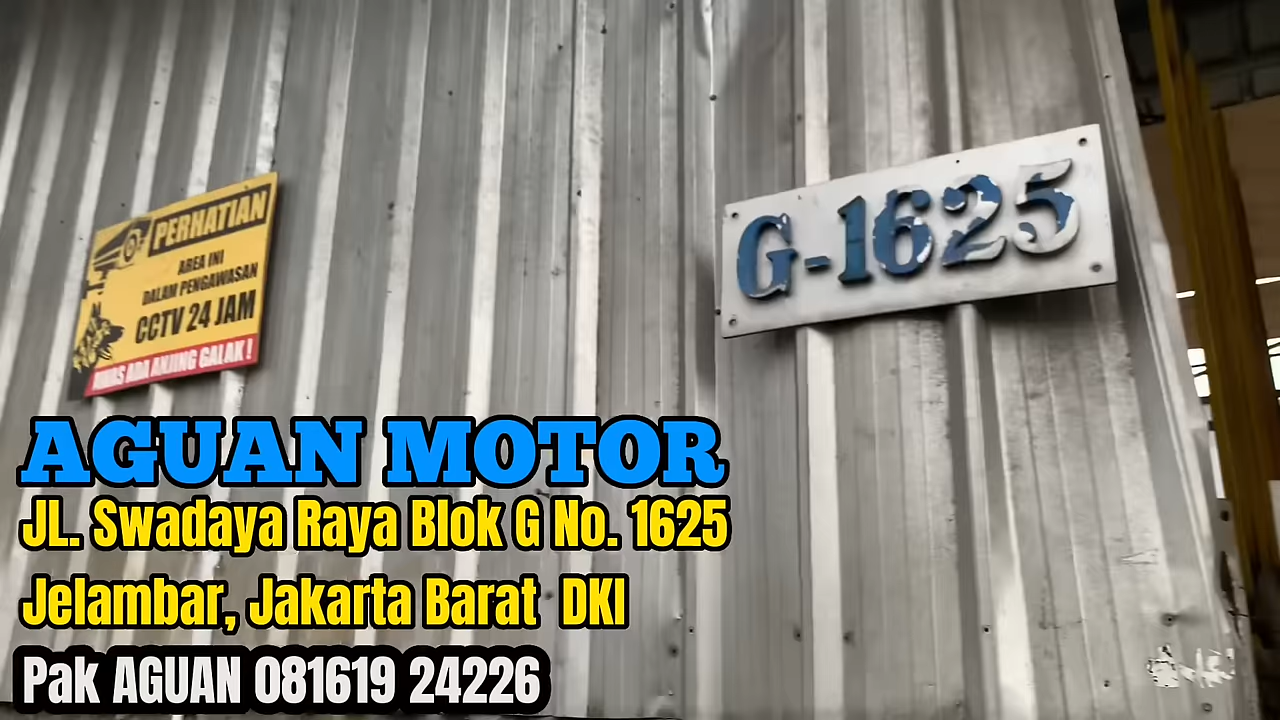 PERHATIAN
AREA INI
DALAM PENGAWASAN
CCTV 24 JAM
AWAS ADA ANJING GALAK !
G-1625
AGUAN MOTOR
JL. Swadaya Raya Blok G No. 1625
Jelambar, Jakarta Barat DKI
Pak AGUAN 081619 24226